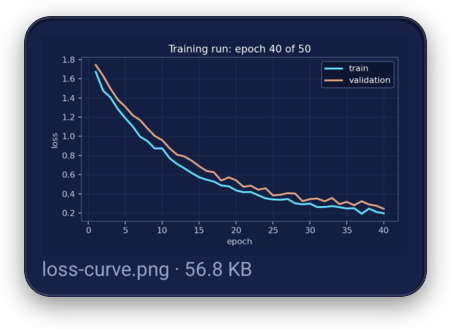 Training run: epoch 40 of 50
train
validation
1.8
1.6
1.4
1.2
1.0
0.8
0.6
0.4
0.2
loss
0 5 10 15 20 25 30 35 40
epoch
loss-curve.png · 56.8 KB